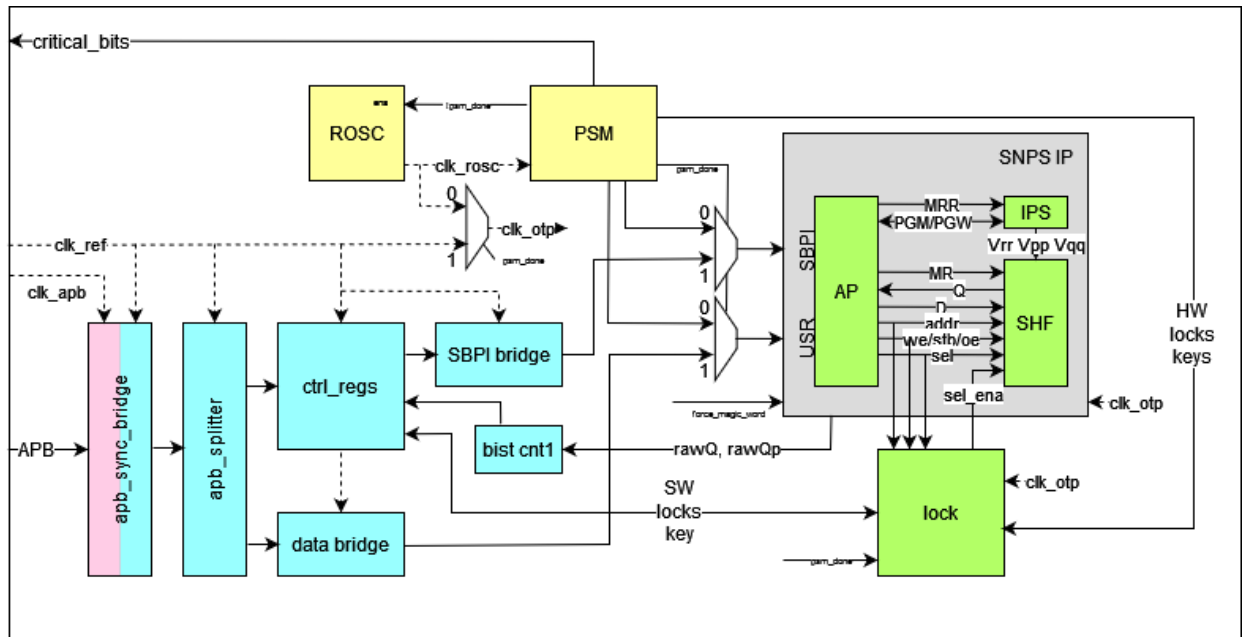 critical_bits
ens
ROSC
!psm_done
PSM
SNPS IP
clk_rosc
psm_done
0
clk_otp
1
psm_done
clk_ref
clk_apb
0
1
0
1
SBPI
USR
AP
MRR
PGM/PGW
IPS
Vrr Vpp Vqq
MR
Q
D
addr
we/stb/oe
sel
SHF
sel_ena
HW
locks
keys
APB
apb_sync_bridge
apb_splitter
ctrl_regs
SBPI bridge
bist cnt1
data bridge
force_magic_word
clk_otp
rawQ, rawQp
SW
locks
key
clk_otp
lock
psm_done